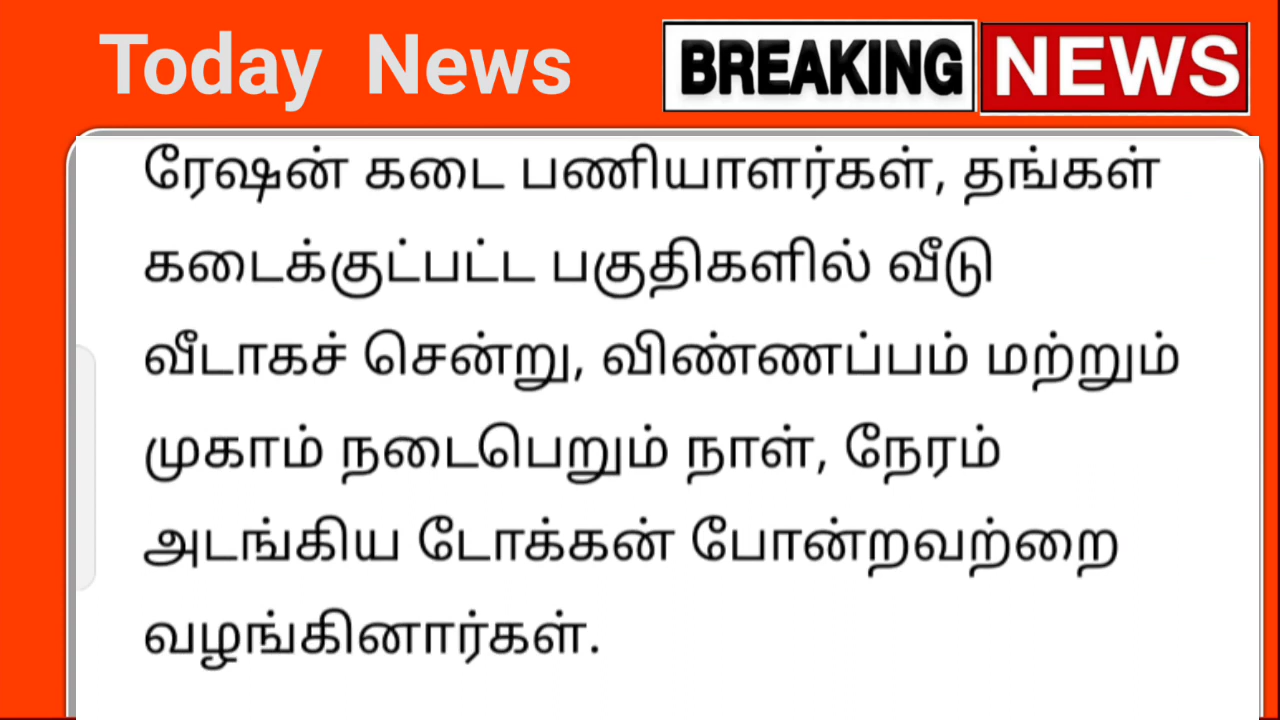 Today News
BREAKING NEWS
ரேஷன் கடை பணியாளர்கள், தங்கள்
கடைக்குட்பட்ட பகுதிகளில் வீடு
வீடாகச் சென்று, விண்ணப்பம் மற்றும்
முகாம் நடைபெறும் நாள், நேரம்
அடங்கிய டோக்கன் போன்றவற்றை
வழங்கினார்கள்.